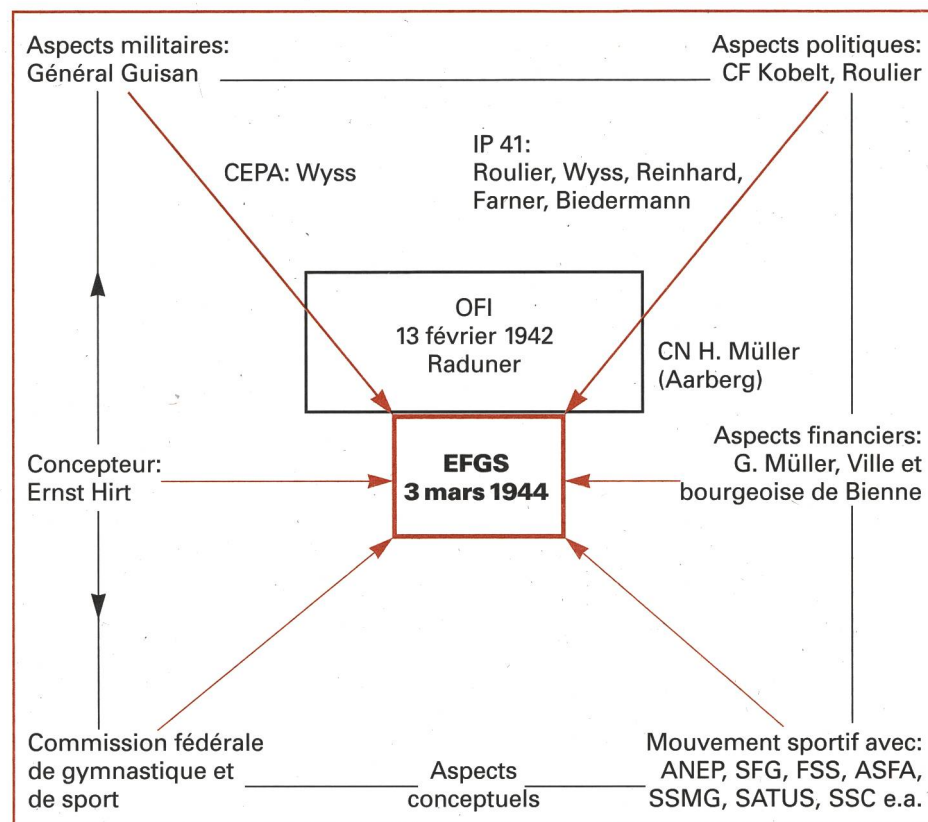 Aspects militaires:
Général Guisan
Aspects politiques:
CF Kobelt, Roulier
CEPA: Wyss
IP 41:
Roulier, Wyss, Reinhard,
Farner, Biedermann
OFI
13 février 1942
Raduner
CN H. Müller
(Aarberg)
Concepteur:
Ernst Hirt
EFGS
3 mars 1944
Aspects financiers:
G. Müller, Ville et
bourgeoise de Bienne
Commission fédérale
de gymnastique et
de sport
Aspects
conceptuels
Mouvement sportif avec:
ANEP, SFG, FSS, ASFA,
SSMG, SATUS, SSC e.a.